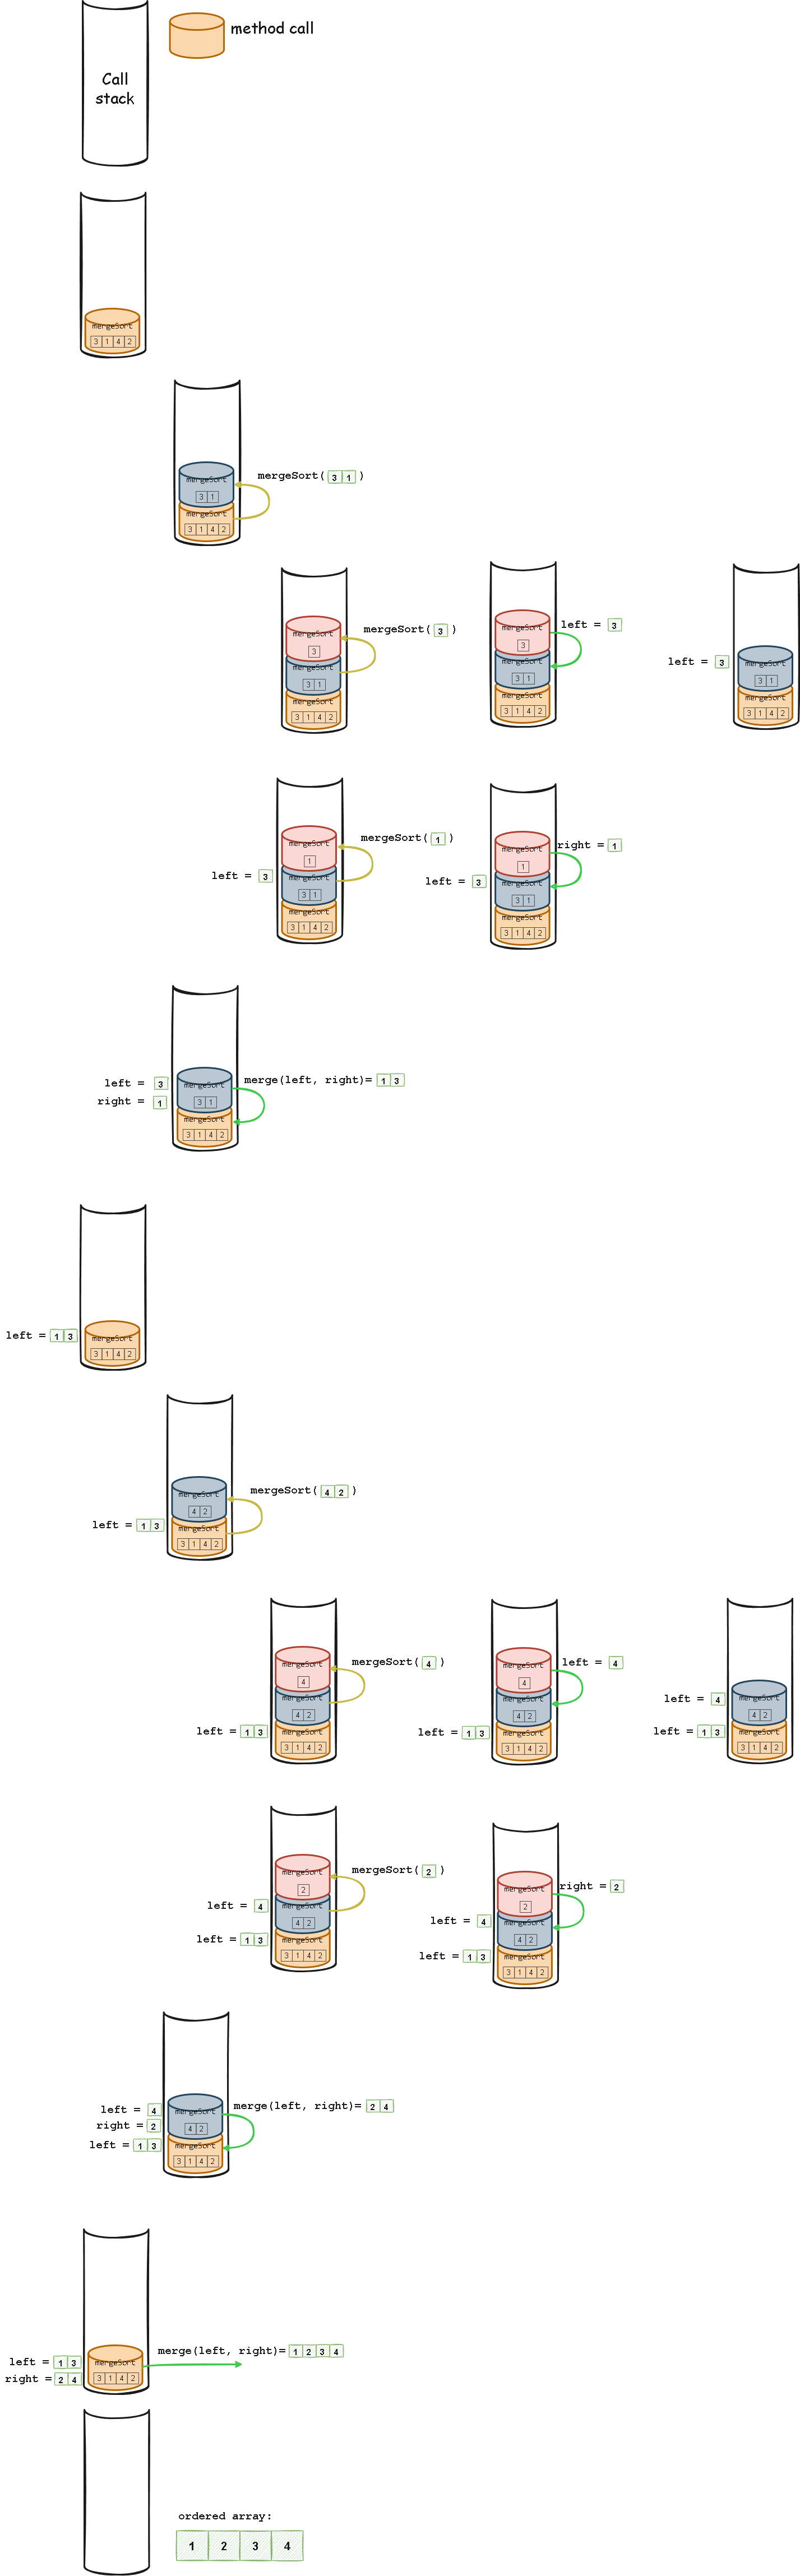 method call
Call
stack
mergeSort
3 1 4 2
mergeSort( 3 1 )
mergeSort
3 1
mergeSort
3 1 4 2
mergeSort( 3 )
mergeSort
3
mergeSort
3 1
mergeSort
3 1 4 2
left = 3
mergeSort
3
mergeSort
3 1
mergeSort
3 1 4 2
left = 3
mergeSort
3 1
mergeSort
3 1 4 2
mergeSort( 1 )
mergeSort
1
left = 3
mergeSort
3 1
mergeSort
3 1 4 2
right = 1
mergeSort
1
left = 3
mergeSort
3 1
mergeSort
3 1 4 2
merge(left, right)= 1 3
left = 3
mergeSort
right = 1
3 1
mergeSort
3 1 4 2
left = 1 3
mergeSort
3 1 4 2
mergeSort( 4 2 )
mergeSort
4 2
left = 1 3
mergeSort
3 1 4 2
mergeSort( 4 )
mergeSort
4
mergeSort
4 2
left = 1 3
mergeSort
3 1 4 2
left = 4
mergeSort
4
mergeSort
4 2
left = 1 3
mergeSort
3 1 4 2
left = 4
mergeSort
4 2
left = 1 3
mergeSort
3 1 4 2
mergeSort( 2 )
mergeSort
2
left = 4
mergeSort
4 2
left = 1 3
mergeSort
3 1 4 2
right = 2
mergeSort
2
left = 4
mergeSort
4 2
left = 1 3
mergeSort
3 1 4 2
merge(left, right)= 2 4
left = 4
mergeSort
right = 2
4 2
left = 1 3
mergeSort
3 1 4 2
merge(left, right)= 1 2 3 4
left = 1 3
mergeSort
right = 2 4
3 1 4 2
ordered array:
1 2 3 4